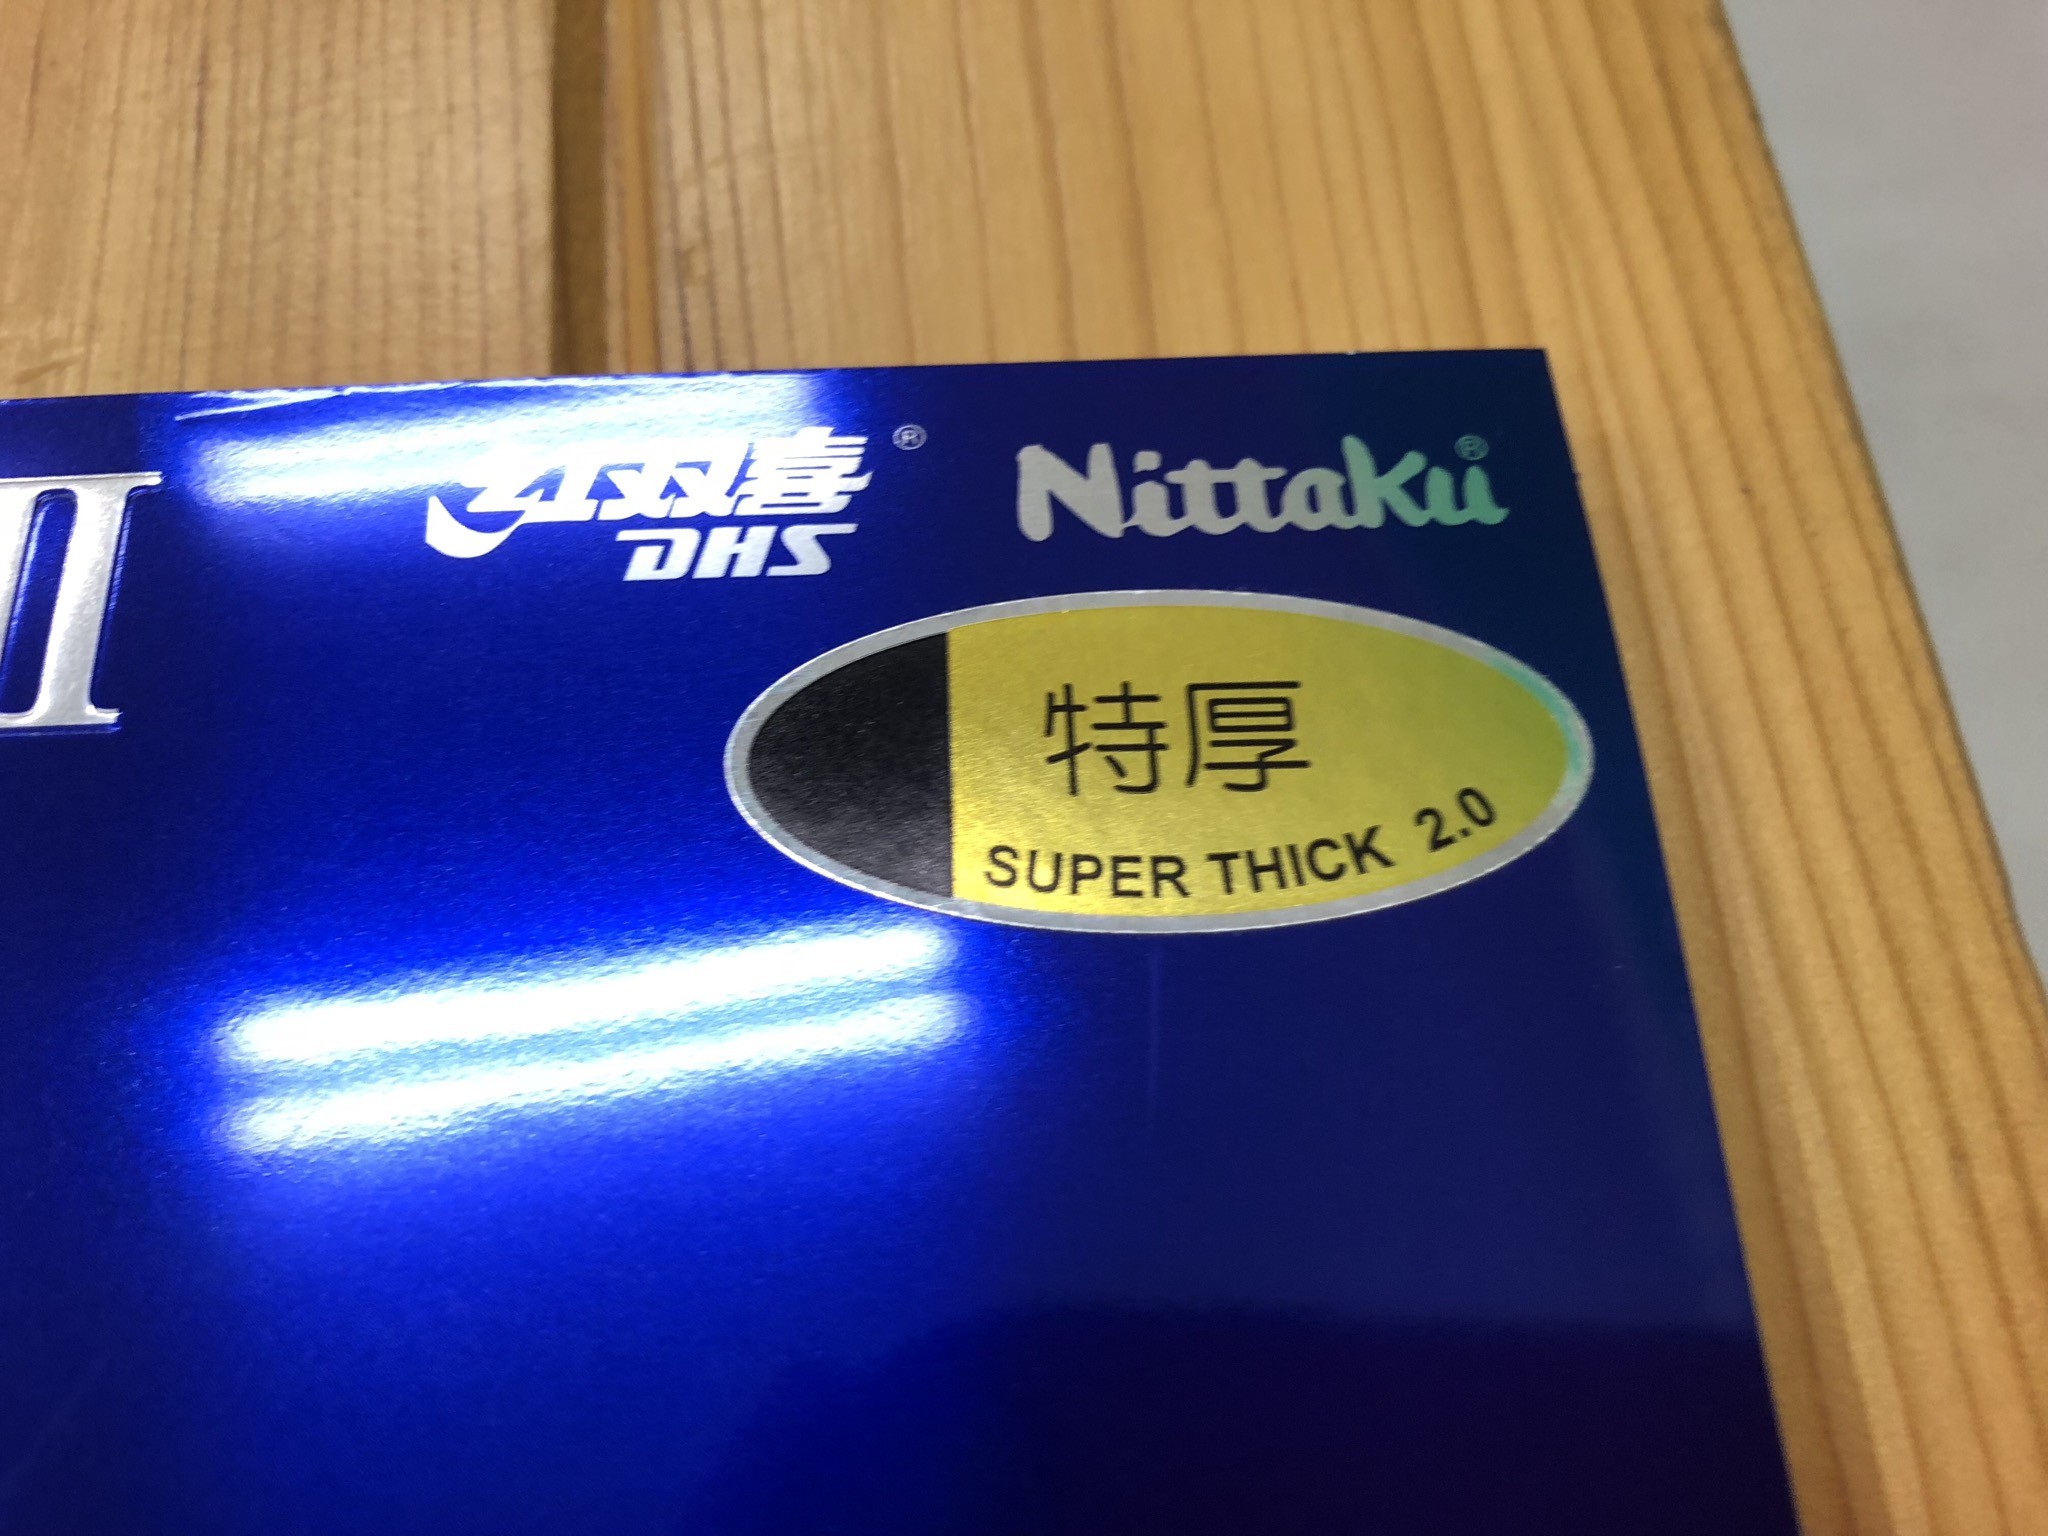 II
红双喜®
DHS
Nittaku®
特厚
SUPER THICK 2.0